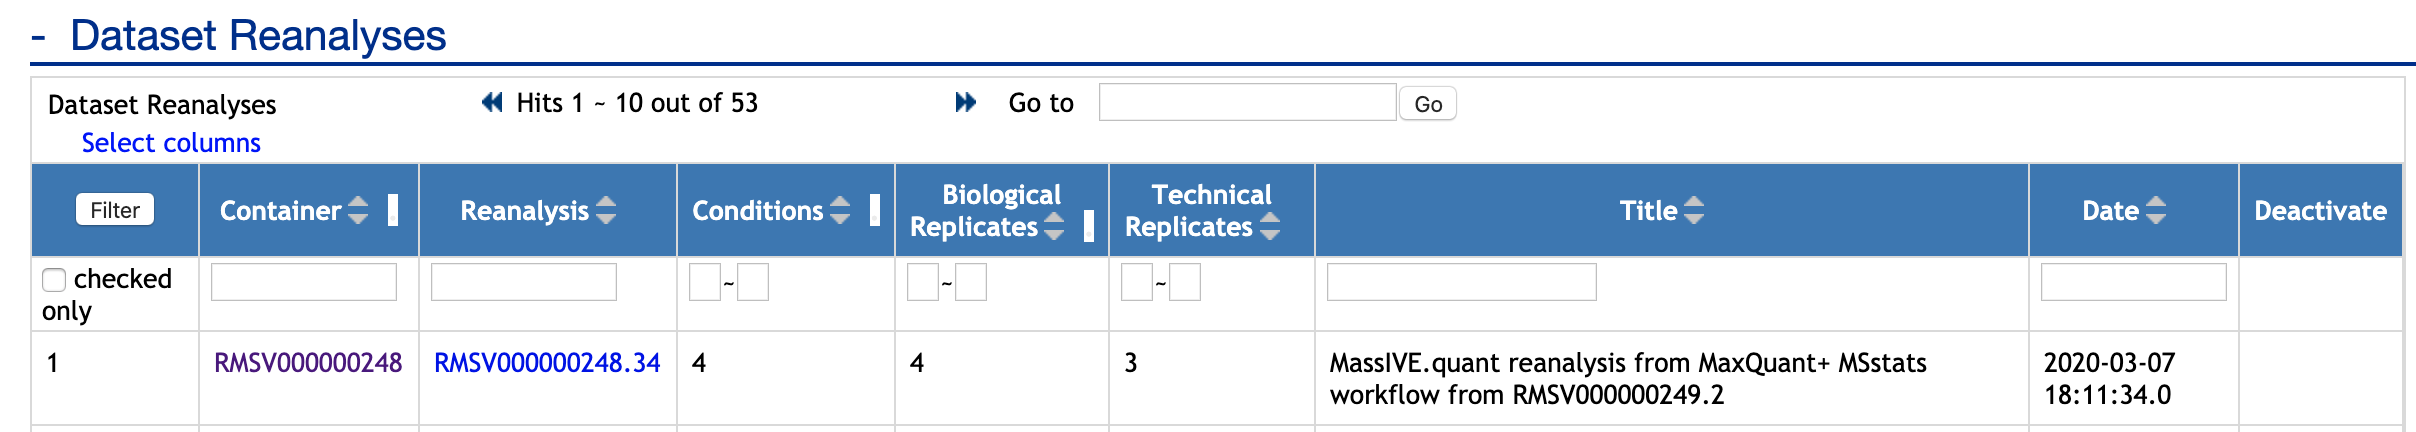 - Dataset Reanalyses
Dataset Reanalyses Hits 1 ~ 10 out of 53 Go to Go
Select columns
Filter Container Reanalysis Conditions Biological Replicates Technical Replicates Title Date Deactivate
checked only ~ ~ ~
1 RMSV000000248 RMSV000000248.34 4 4 3 MassIVE.quant reanalysis from MaxQuant+ MSstats 2020-03-07
workflow from RMSV000000249.2 18:11:34.0